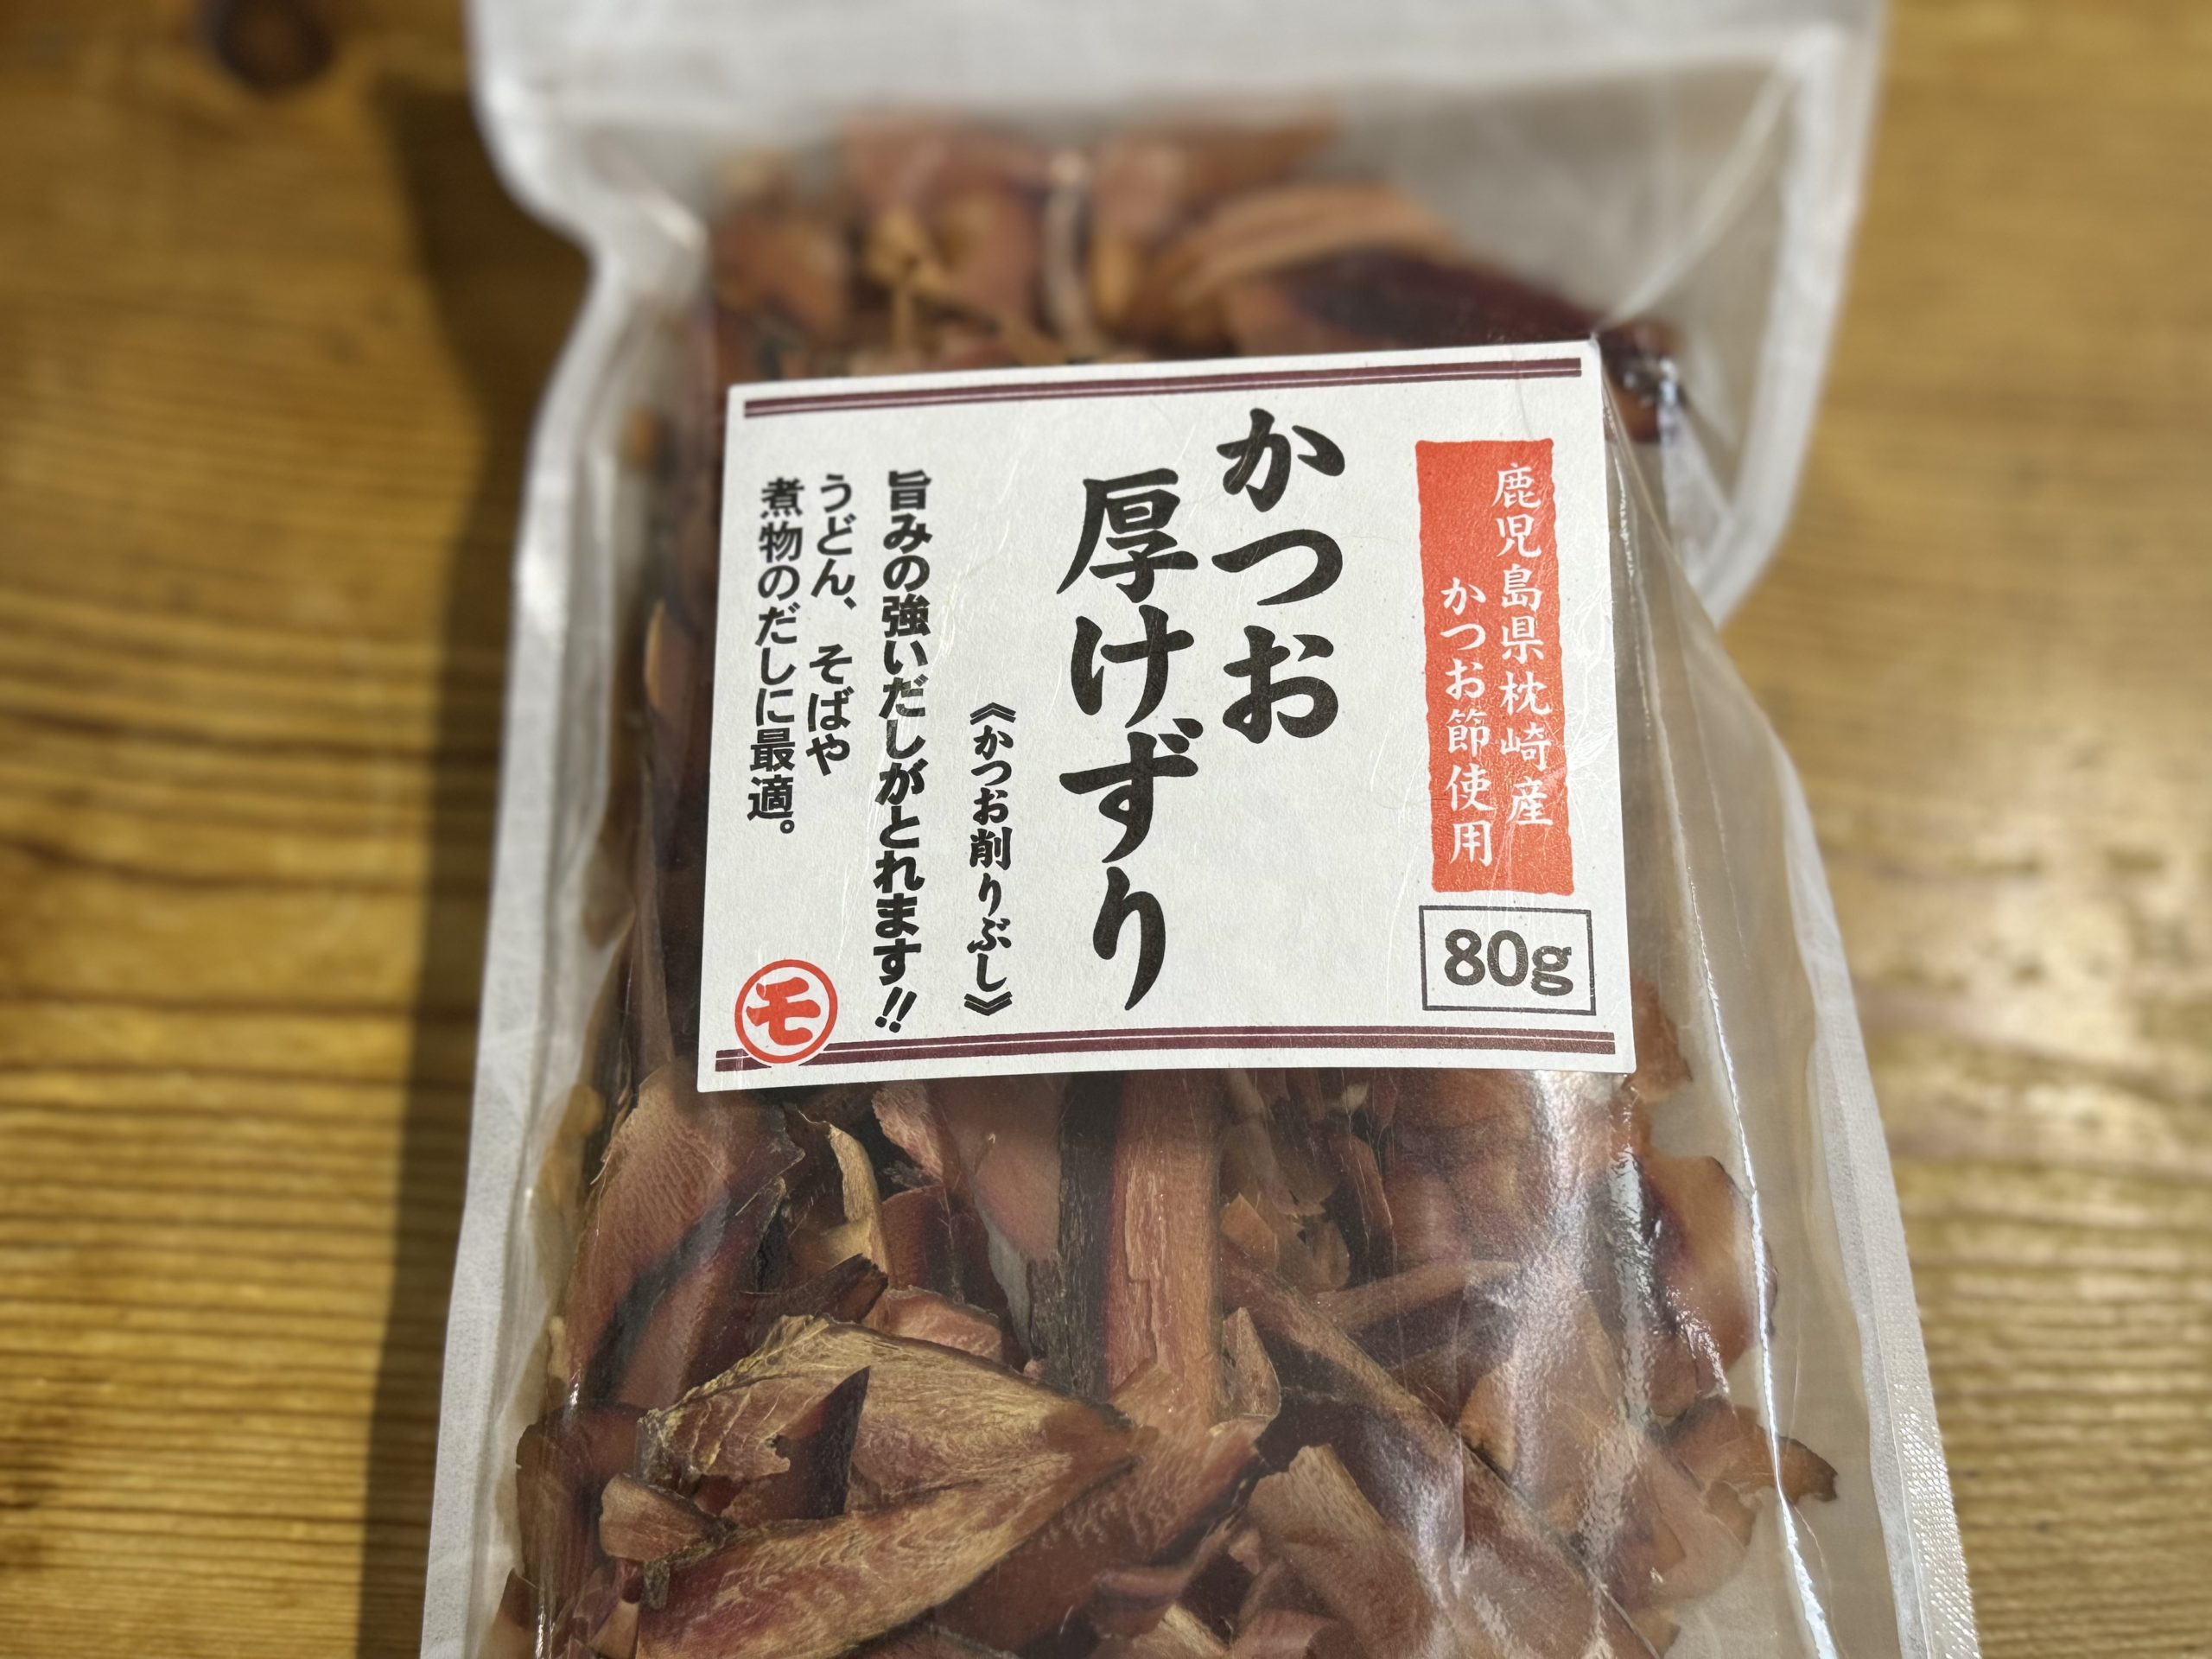 鹿児島県枕崎産
かつお節使用
80g
かつお
厚けずり
《かつお削りぶし》
旨みの強いだしがとれます!!
うどん、そばや
煮物のだしに最適。
モ